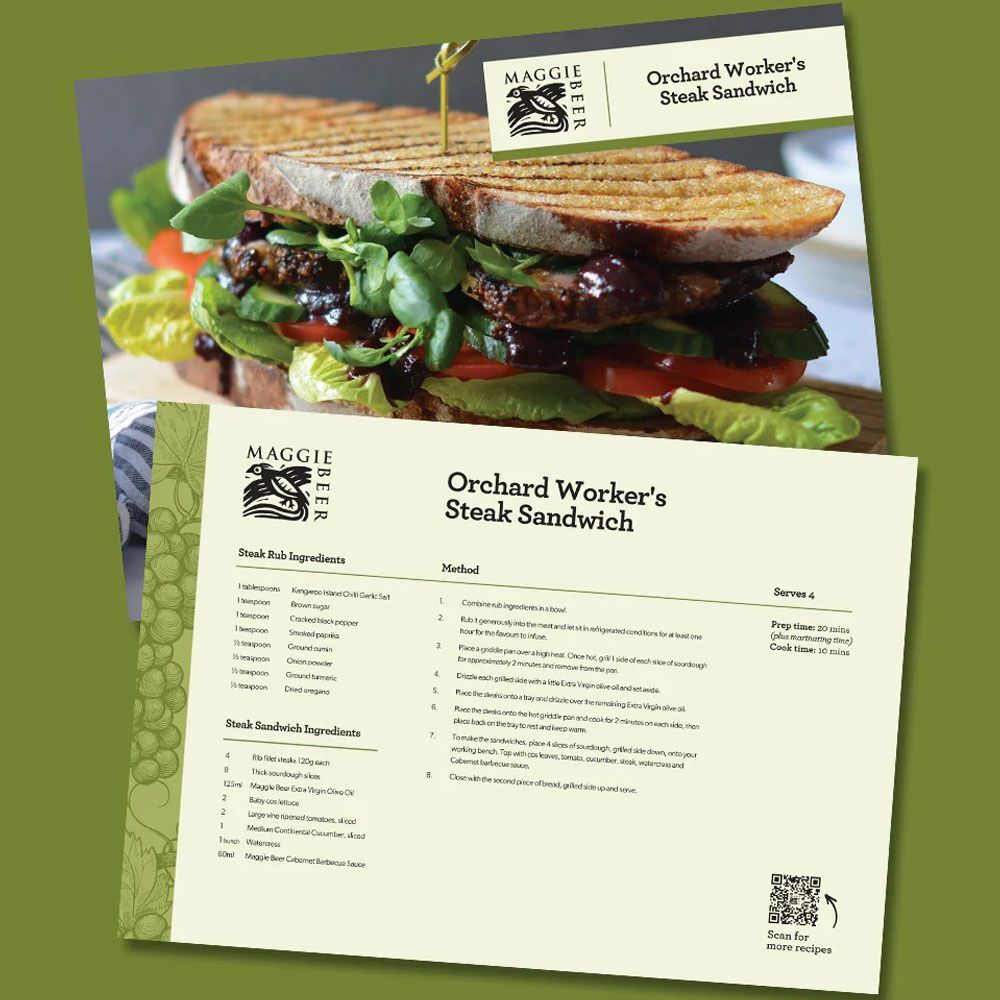 MAGGIE
BEER
Orchard Worker's
Steak Sandwich
MAGGIE
BEER
Orchard Worker's
Steak Sandwich
Steak Rub Ingredients
1 tablespoons Kangaroo Island Chilli Garlic Salt
1 teaspoon Brown sugar
1 teaspoon Cracked black pepper
1 teaspoon Smoked paprika
½ teaspoon Ground cumin
½ teaspoon Onion powder
½ teaspoon Ground turmeric
½ teaspoon Dried oregano
Steak Sandwich Ingredients
4 Rib fillet steaks 120g each
8 Thick sourdough slices
125ml Maggie Beer Extra Virgin Olive Oil
2 Baby cos lettuce
2 Large vine ripened tomatoes, sliced
1 Medium Continental Cucumber, sliced
1 bunch Watercress
60ml Maggie Beer Cabernet Barbecue Sauce
Method
1. Combine rub ingredients in a bowl.
2. Rub it generously into the meat and let sit in refrigerated conditions for at least one
hour for the flavours to infuse.
3. Place a griddle pan over a high heat. Once hot, grill 1 side of each slice of sourdough
for approximately 2 minutes and remove from the pan.
4. Drizzle each grilled side with a little Extra Virgin olive oil and set aside.
5. Place the steaks onto a tray and drizzle over the remaining Extra Virgin olive oil.
6. Place the steaks onto the hot griddle pan and cook for 2 minutes on each side, then
place back on the tray to rest and keep warm.
7. To make the sandwiches, place 4 slices of sourdough, grilled side down, onto your
working bench. Top with cos leaves, tomato, cucumber, steak, watercress and
Cabernet barbecue sauce.
8. Close with the second piece of bread, grilled side up and serve.
Serves 4
Prep time: 20 mins
(plus marinating time)
Cook time: 10 mins
Scan for
more recipes